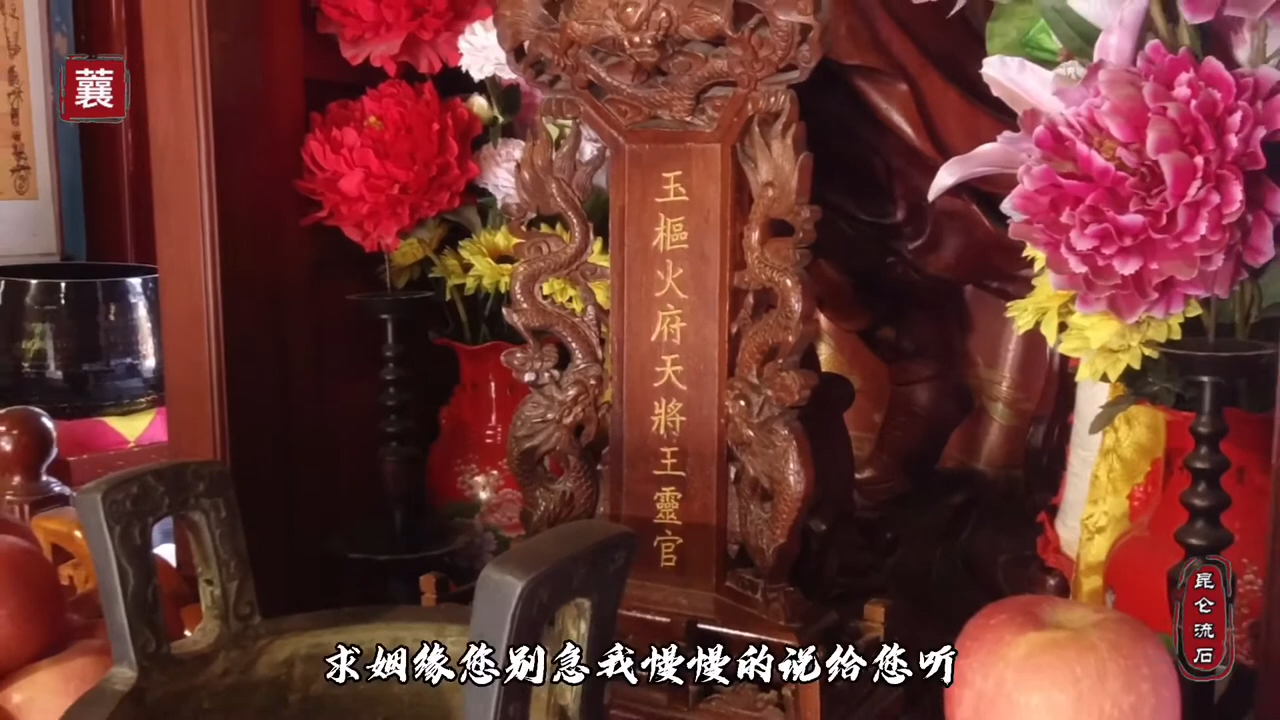 蘘
玉樞火府天將王靈官
昆仑流石
求姻缘您别急我慢慢的说给您听